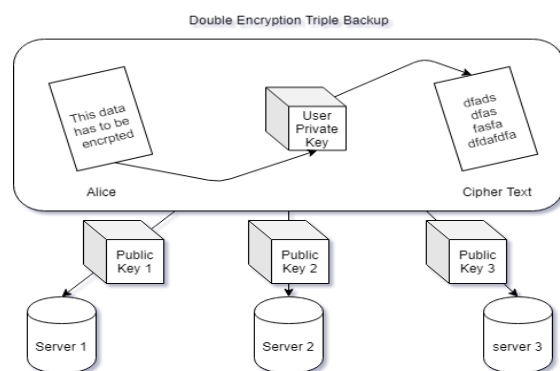 Double Encryption Triple Backup
This data
has to be
encrpted
User
Private
Key
dfads
dfas
fasfa
dfdafdfa
Alice
Cipher Text
Public
Key 1
Public
Key 2
Public
Key 3
Server 1
Server 2
server 3